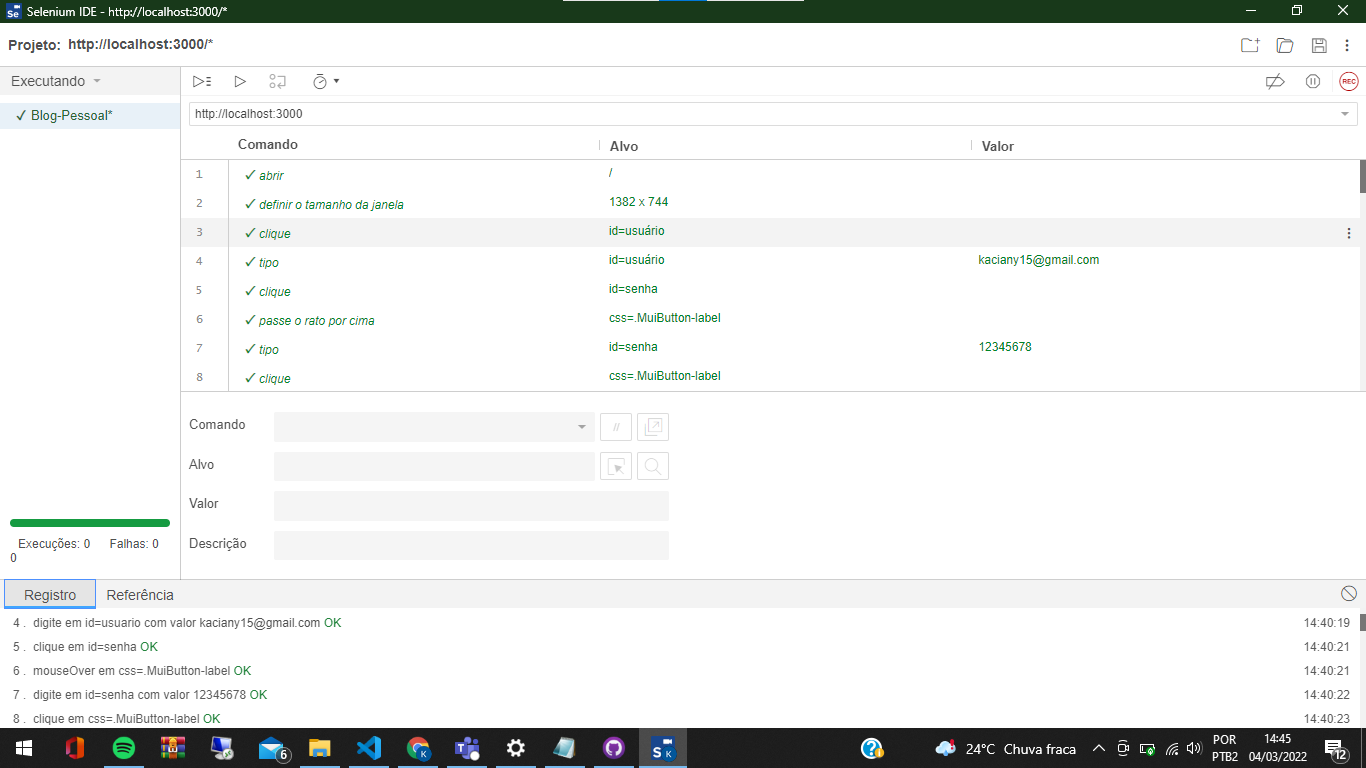 Selenium IDE - http://localhost:3000/*
Projeto: http://localhost:3000/*
Executando
REC
✓ Blog-Pessoal*
http://localhost:3000
Comando Alvo Valor
1 ✓ abrir /
2 ✓ definir o tamanho da janela 1382 x 744
3 ✓ clique id=usuário
4 ✓ tipo id=usuário kaciany15@gmail.com
5 ✓ clique id=senha
6 ✓ passe o rato por cima css=.MuiButton-label
7 ✓ tipo id=senha 12345678
8 ✓ clique css=.MuiButton-label
Comando //
Alvo
Valor
Descrição
Execuções: 0 Falhas: 0
0
Registro Referência
4 . digite em id=usuario com valor kaciany15@gmail.com OK 14:40:19
5 . clique em id=senha OK 14:40:21
6 . mouseOver em css=.MuiButton-label OK 14:40:21
7 . digite em id=senha com valor 12345678 OK 14:40:22
8 . clique em css=.MuiButton-label OK 14:40:23
6 K K 24°C Chuva fraca POR 14:45
PTB2 04/03/2022 12